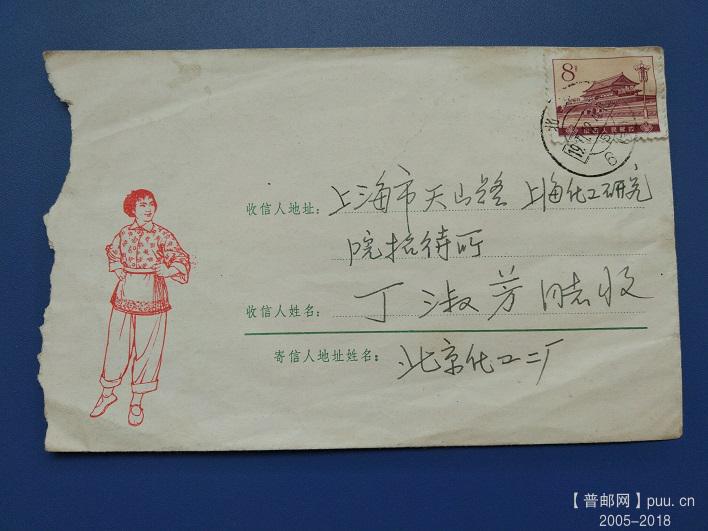 8分
中国人民邮政
北
19
6
收信人地址: 上海市天山路 上海化工研究
院招待所
收信人姓名: 丁淑芳同志收
寄信人地址姓名: 北京化工二厂
【普邮网】puu.cn
2005-2018